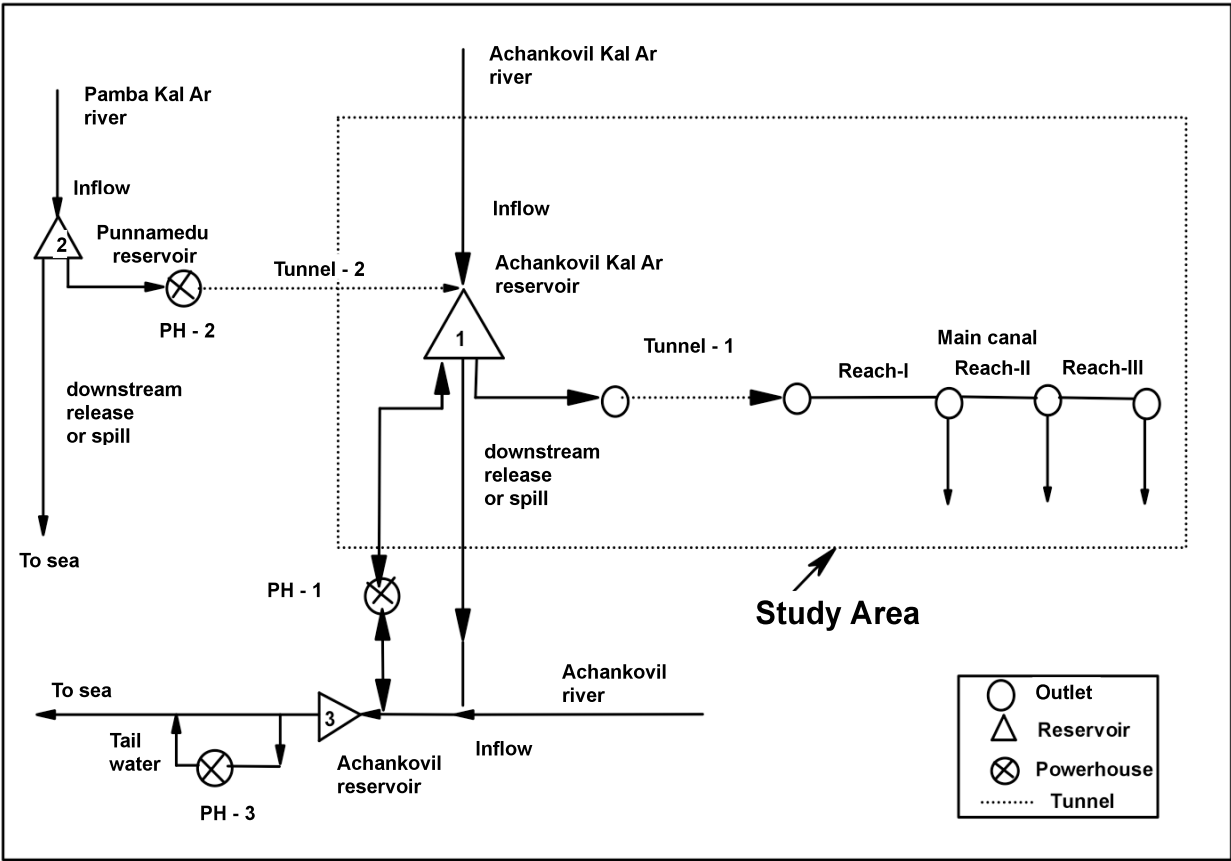 Achankovil Kal Ar
river
Pamba Kal Ar
river
Inflow
Inflow
2
Punnamedu
reservoir
Tunnel - 2
Achankovil Kal Ar
reservoir
PH - 2
1
Tunnel - 1
Main canal
Reach-I
Reach-II
Reach-III
downstream
release
or spill
downstream
release
or spill
To sea
PH - 1
Study Area
To sea
Achankovil
river
3
Tail
water
Inflow
Achankovil
reservoir
PH - 3
Outlet
Reservoir
Powerhouse
Tunnel